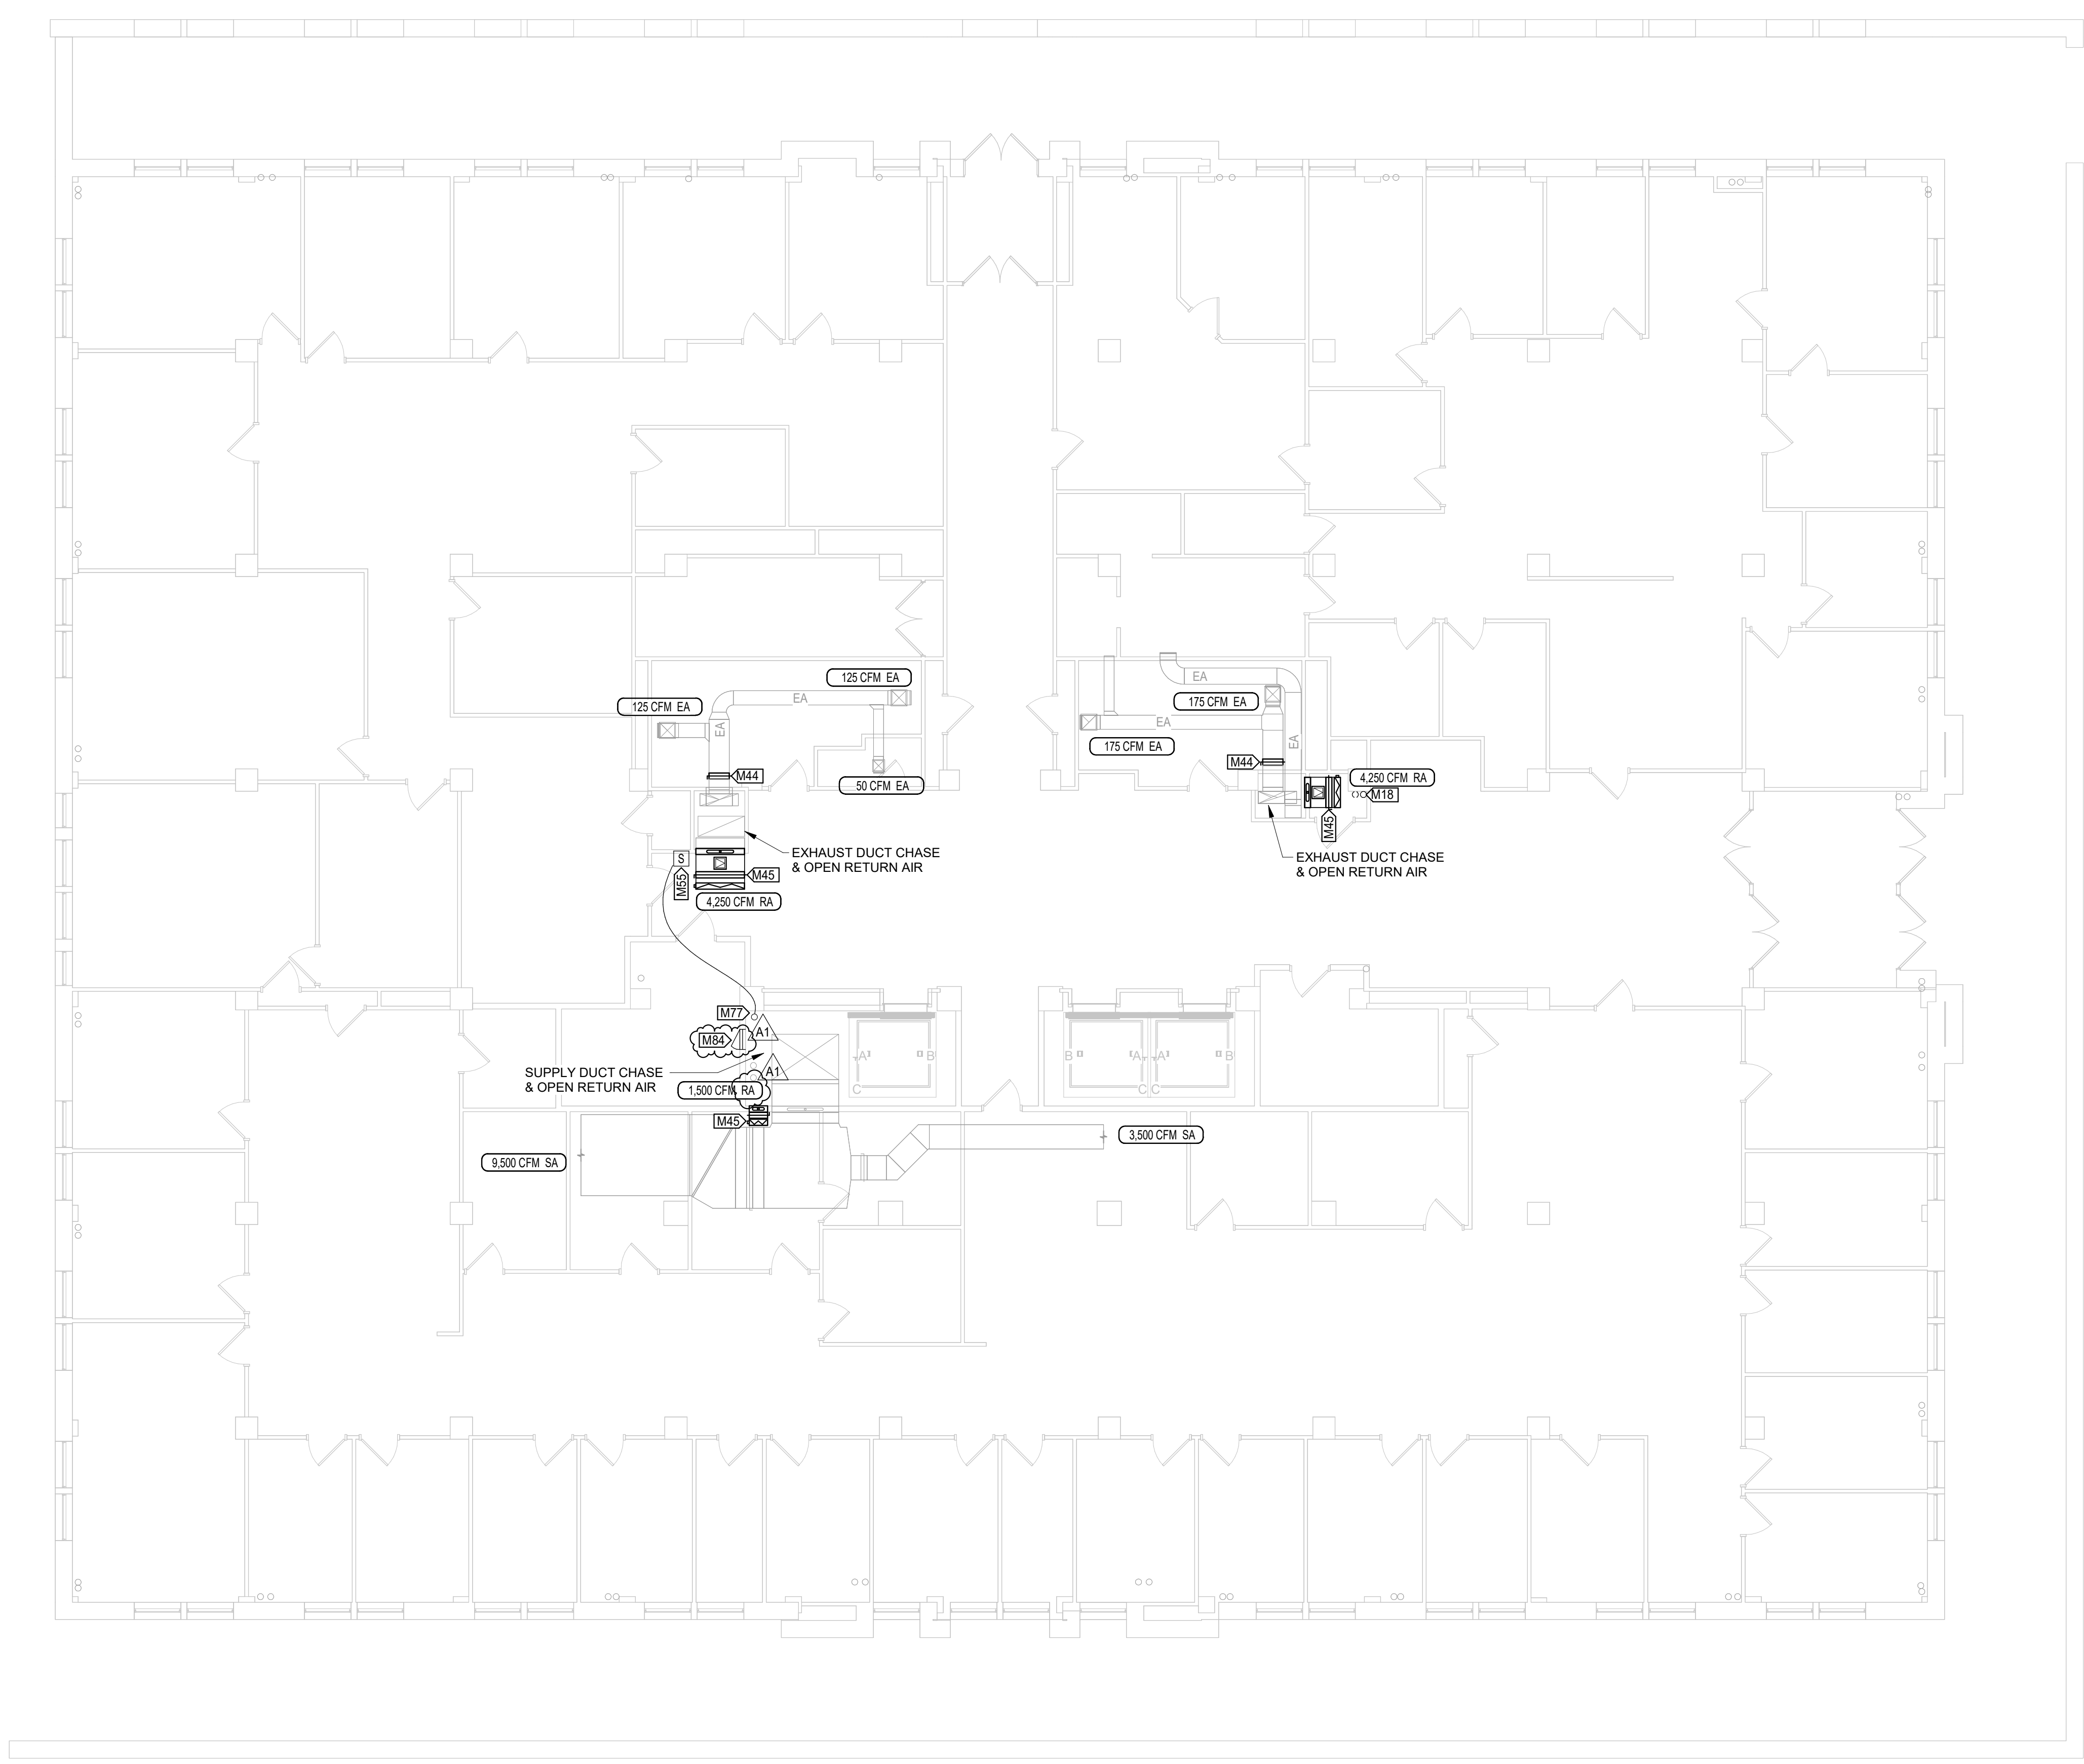 125 CFM EA
EA
EA
125 CFM EA
EA
175 CFM EA
175 CFM EA
EA
EA
M44
50 CFM EA
M44
4,250 CFM RA
M18
M45
EXHAUST DUCT CHASE
& OPEN RETURN AIR
EXHAUST DUCT CHASE
& OPEN RETURN AIR
S
M55
M45
4,250 CFM RA
M77
A1
M84
SUPPLY DUCT CHASE
& OPEN RETURN AIR
A1
1,500 CFM RA
M45
A
B
C
B
A
A
B
C
C
9,500 CFM SA
3,500 CFM SA